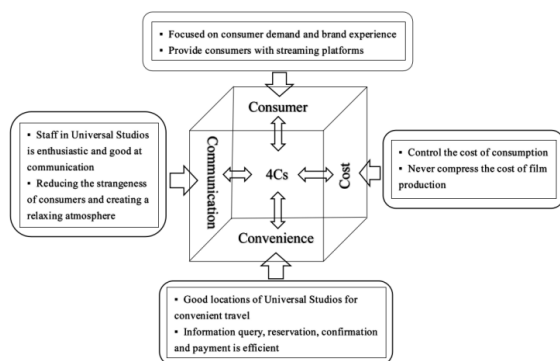 ▪ Focused on consumer demand and brand experience
▪ Provide consumers with streaming platforms
Consumer
▪ Staff in Universal Studios
is enthusiastic and good at
communication
▪ Reducing the strangeness
of consumers and creating a
relaxing atmosphere
Communication
4Cs
Cost
▪ Control the cost of consumption
▪ Never compress the cost of film
production
Convenience
▪ Good locations of Universal Studios for
convenient travel
▪ Information query, reservation, confirmation
and payment is efficient